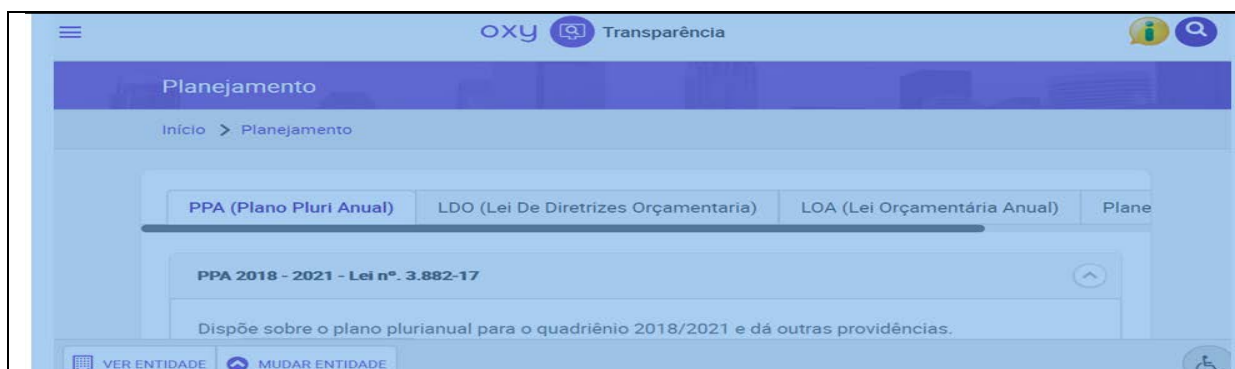 oxy Transparência
Planejamento
Início > Planejamento
PPA (Plano Pluri Anual) LDO (Lei De Diretrizes Orçamentaria) LOA (Lei Orçamentária Anual) Plane
PPA 2018 - 2021 - Lei nº. 3.882-17
Dispõe sobre o plano plurianual para o quadriênio 2018/2021 e dá outras providências.
VER ENTIDADE MUDAR ENTIDADE